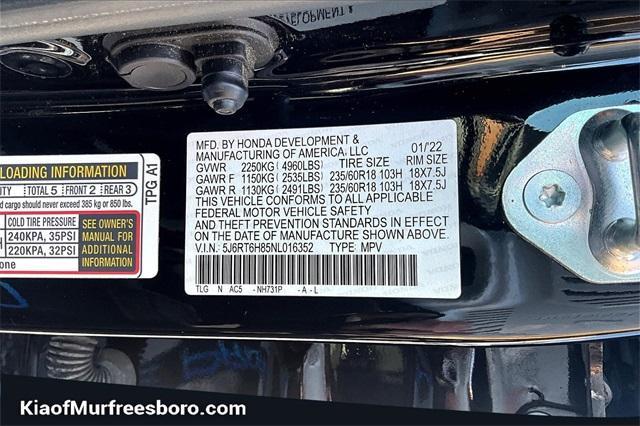 LOADING INFORMATION
TOTAL 5 FRONT 2 REAR 3
d cargo should never exceed 385 kg or 850 lbs.
COLD TIRE PRESSURE
240KPA, 35PSI
220KPA, 32PSI
SEE OWNER'S
MANUAL FOR
ADDITIONAL
INFORMATION
TPG A1
MFD. BY HONDA DEVELOPMENT &
MANUFACTURING OF AMERICA, LLC 01/'22
GVWR 2250KG ( 4960LBS) TIRE SIZE RIM SIZE
GAWR F 1150KG ( 2535LBS) 235/60R18 103H 18X7.5J
GAWR R 1130KG ( 2491LBS) 235/60R18 103H 18X7.5J
THIS VEHICLE CONFORMS TO ALL APPLICABLE
FEDERAL MOTOR VEHICLE SAFETY
AND THEFT PREVENTION STANDARDS IN EFFECT
ON THE DATE OF MANUFACTURE SHOWN ABOVE.
V.I.N. : 5J6RT6H85NL016352 TYPE: MPV
TLG N AC5 - NH731P - A - L
KiaofMurfreesboro.com